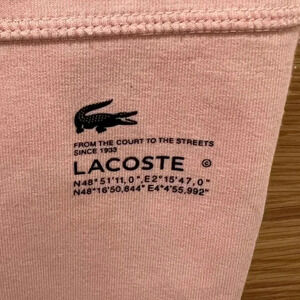 FROM THE COURT TO THE STREETS
SINCE 1933
LACOSTE ©
N48°51'11,0",E2°15'47,0"
N48°16'50,844" E4°4'55,992"